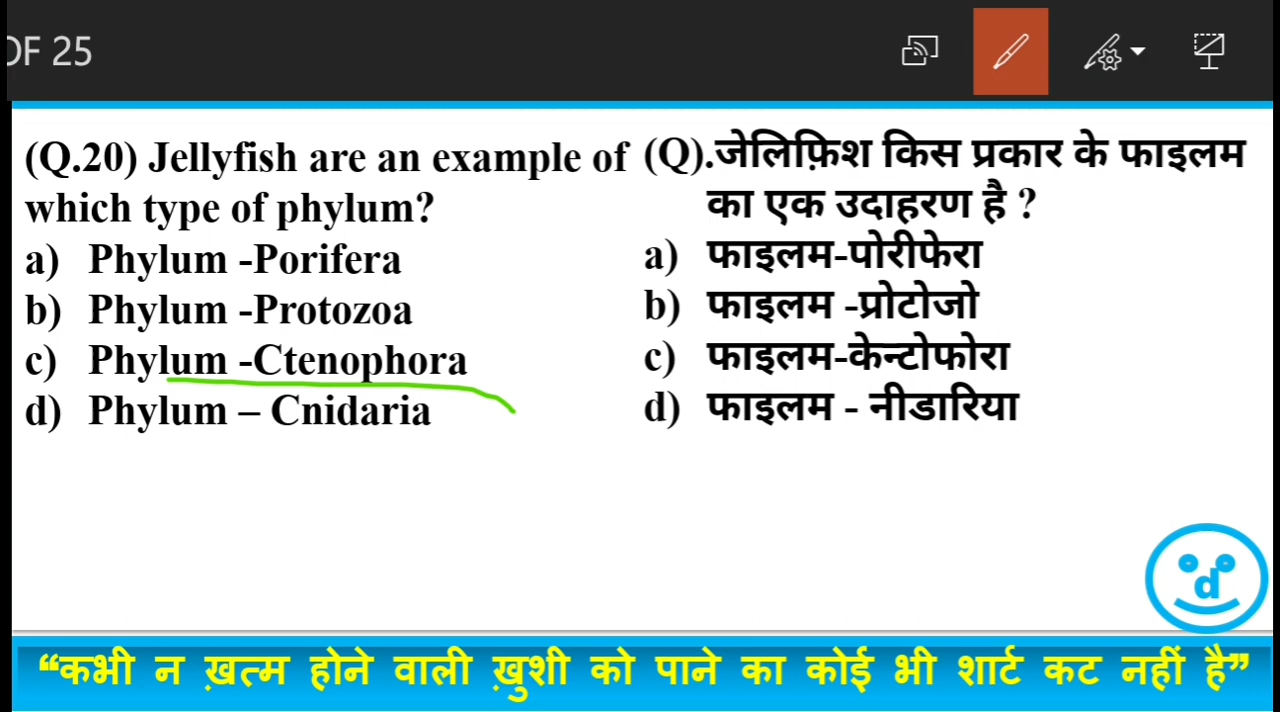 OF 25
(Q.20) Jellyfish are an example of
which type of phylum?
a) Phylum -Porifera
b) Phylum -Protozoa
c) Phylum -Ctenophora
d) Phylum – Cnidaria
(Q).जेलिफ़िश किस प्रकार के फाइलम
का एक उदाहरण है ?
a) फाइलम-पोरीफेरा
b) फाइलम -प्रोटोजो
c) फाइलम-केन्टोफोरा
d) फाइलम - नीडारिया
d
“कभी न ख़त्म होने वाली ख़ुशी को पाने का कोई भी शार्ट कट नहीं है”